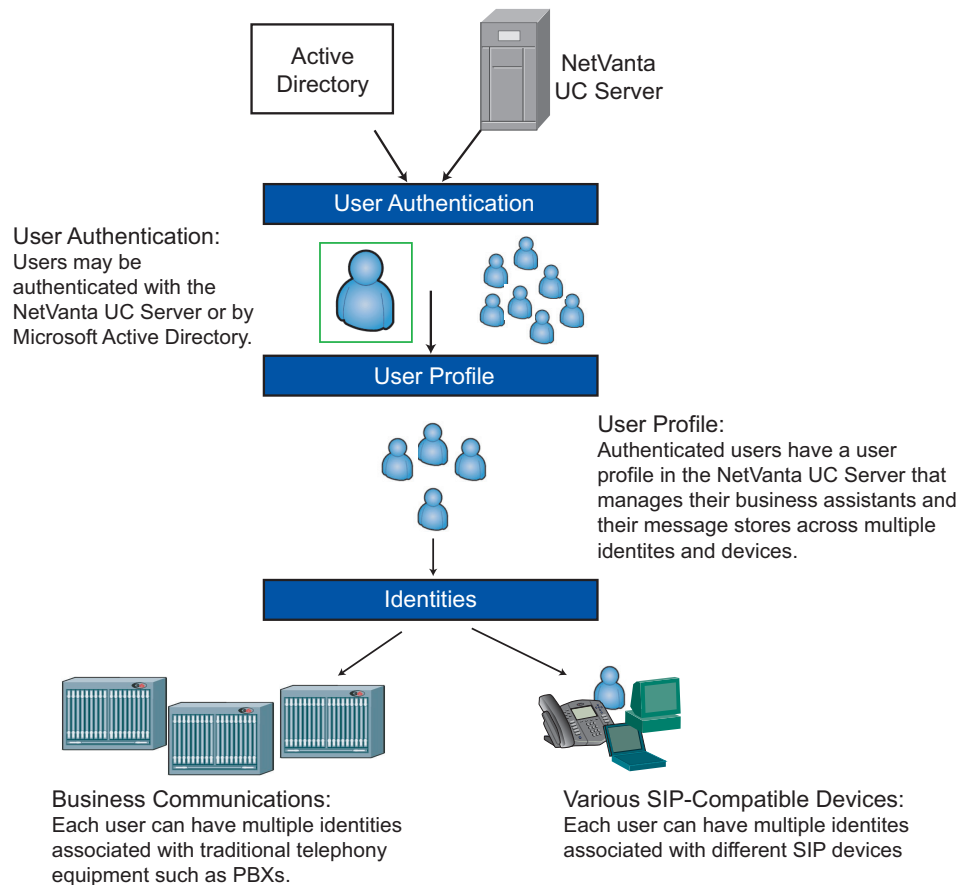 Active
Directory
NetVanta
UC Server
User Authentication
User Authentication:
Users may be
authenticated with the
NetVanta UC Server or by
Microsoft Active Directory.
User Profile
User Profile:
Authenticated users have a user
profile in the NetVanta UC Server that
manages their business assistants and
their message stores across multiple
identites and devices.
Identities
Business Communications:
Each user can have multiple identities
associated with traditional telephony
equipment such as PBXs.
Various SIP-Compatible Devices:
Each user can have multiple identites
associated with different SIP devices